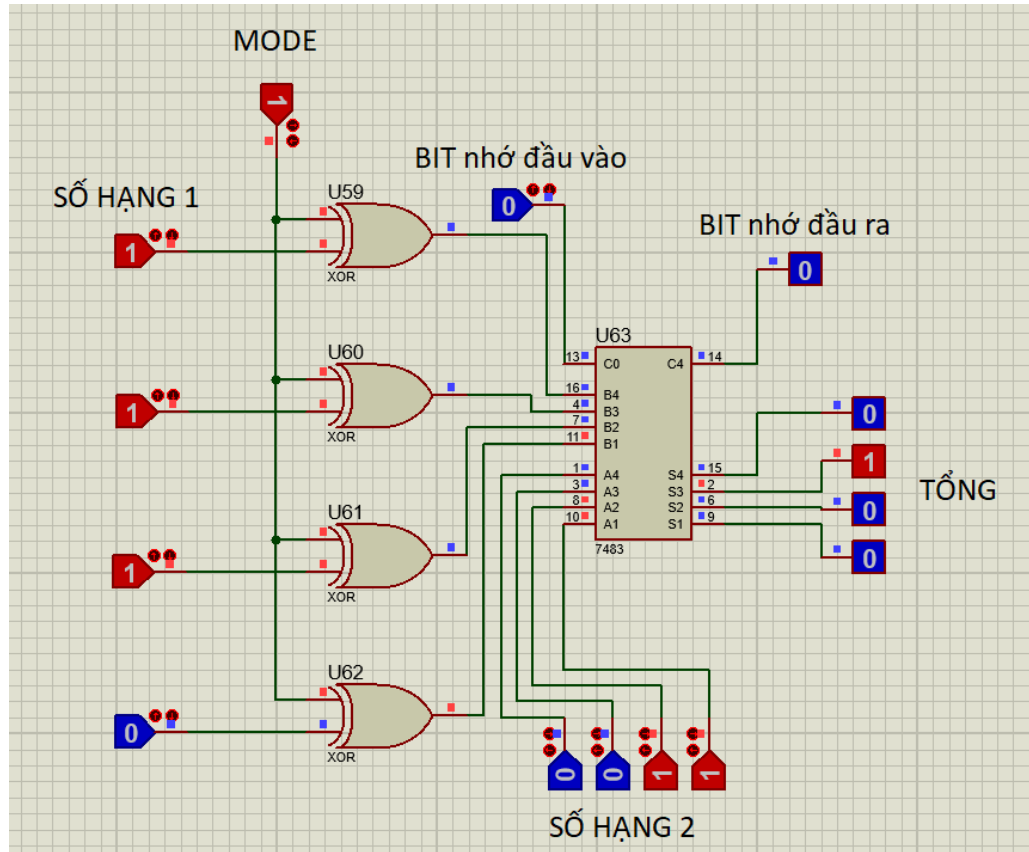 MODE
1
BIT nhớ đầu vào
SỐ HẠNG 1
U59
0
BIT nhớ đầu ra
1
XOR
0
U63
U60
13 C0 C4 14
16 B4
4 B3
1
7 B2
0
XOR
11 B1
1 A4 S4 15
1
3 A3 S3 2
TỔNG
U61
8 A2 S2 6
0
10 A1 S1 9
7483
0
1
XOR
U62
0
XOR
0 0 1 1
SỐ HẠNG 2